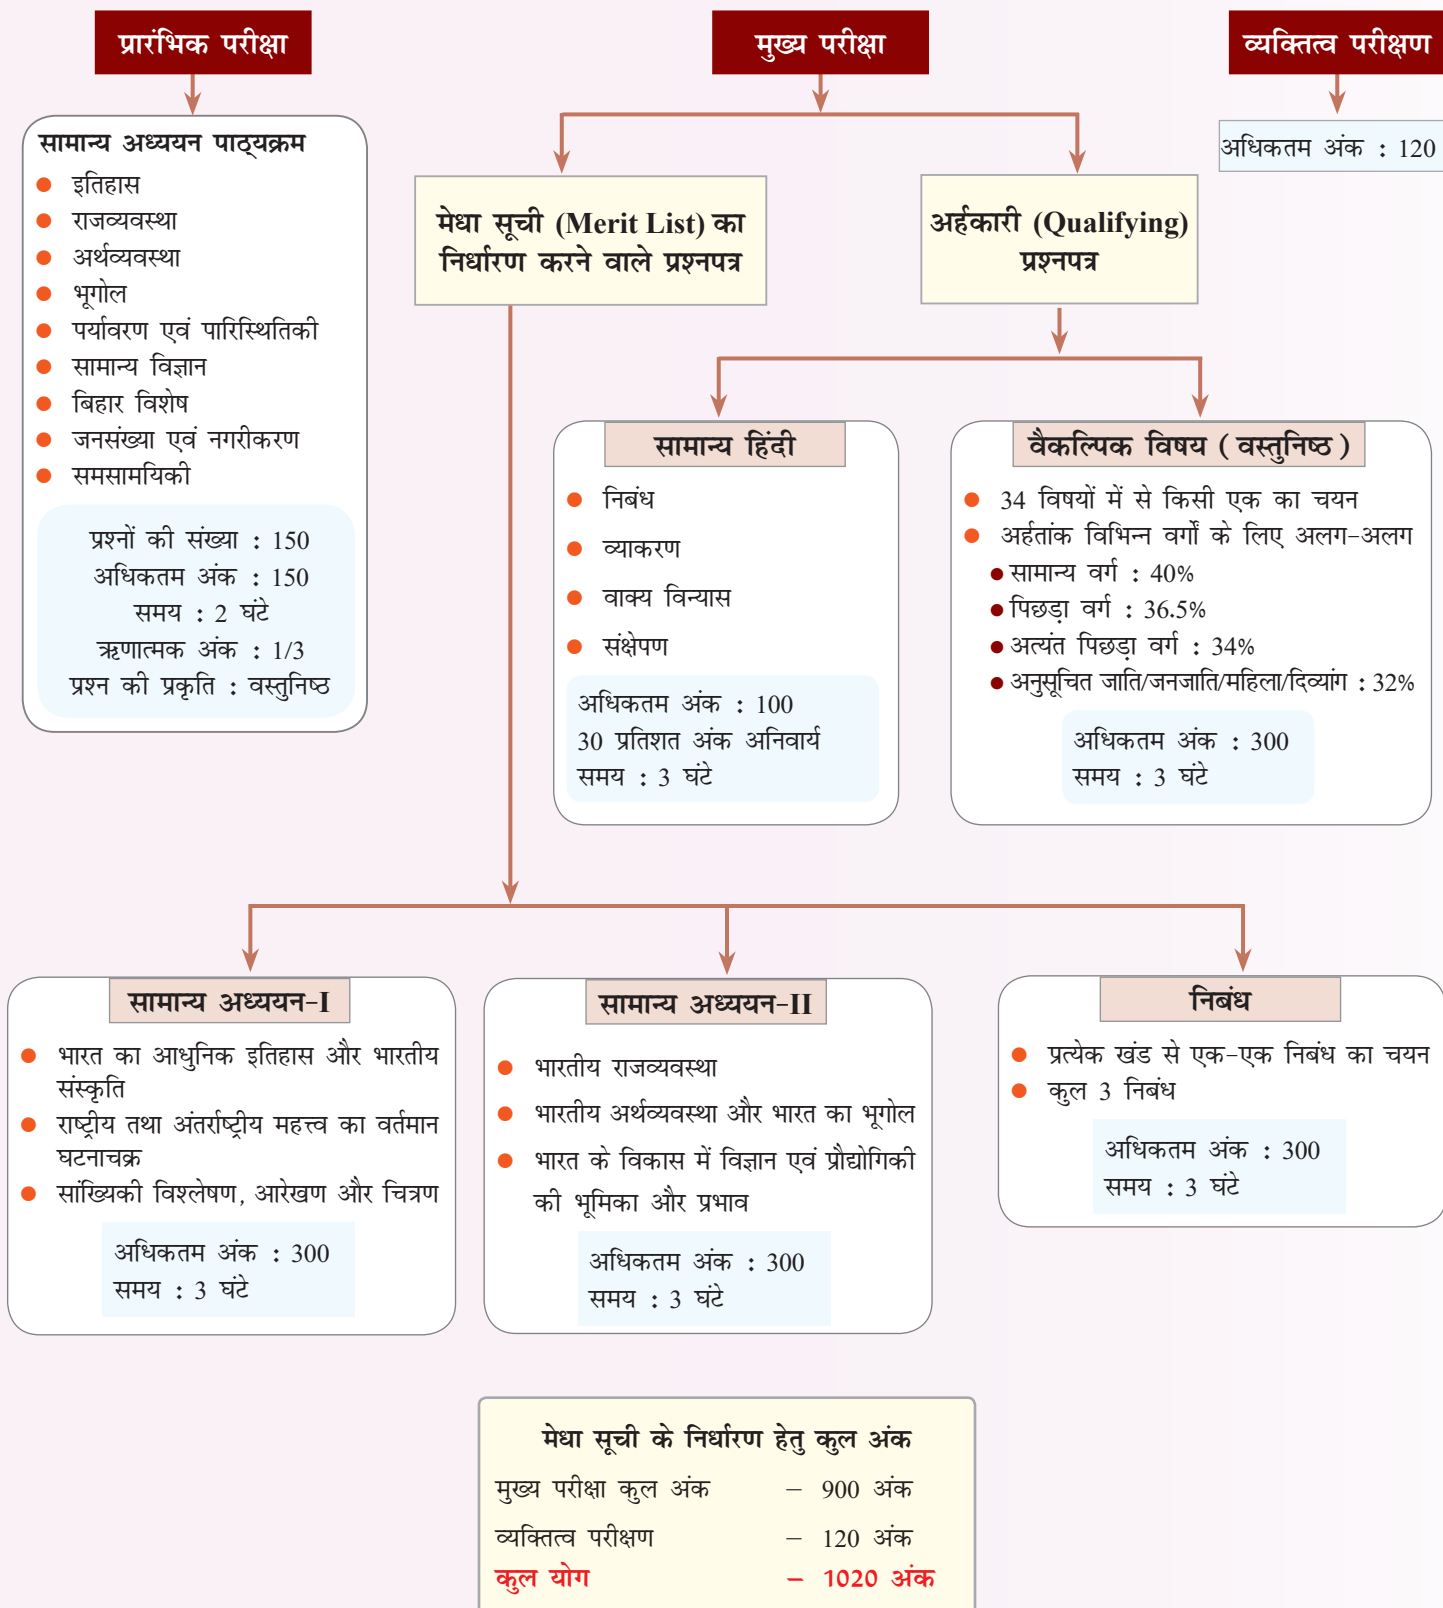 प्रारंभिक परीक्षा
सामान्य अध्ययन पाठ्यक्रम
इतिहास
राजव्यवस्था
अर्थव्यवस्था
भूगोल
पर्यावरण एवं पारिस्थितिकी
सामान्य विज्ञान
बिहार विशेष
जनसंख्या एवं नगरीकरण
समसामयिकी
प्रश्नों की संख्या : 150
अधिकतम अंक : 150
समय : 2 घंटे
ऋणात्मक अंक : 1/3
प्रश्न की प्रकृति : वस्तुनिष्ठ
मुख्य परीक्षा
मेधा सूची (Merit List) का
निर्धारण करने वाले प्रश्नपत्र
अर्हकारी (Qualifying)
प्रश्नपत्र
व्यक्तित्व परीक्षण
अधिकतम अंक : 120
सामान्य हिंदी
निबंध
व्याकरण
वाक्य विन्यास
संक्षेपण
अधिकतम अंक : 100
30 प्रतिशत अंक अनिवार्य
समय : 3 घंटे
वैकल्पिक विषय ( वस्तुनिष्ठ )
34 विषयों में से किसी एक का चयन
अर्हतांक विभिन्न वर्गों के लिए अलग-अलग
सामान्य वर्ग : 40%
पिछड़ा वर्ग : 36.5%
अत्यंत पिछड़ा वर्ग : 34%
अनुसूचित जाति/जनजाति/महिला/दिव्यांग : 32%
अधिकतम अंक : 300
समय : 3 घंटे
सामान्य अध्ययन-I
भारत का आधुनिक इतिहास और भारतीय
संस्कृति
राष्ट्रीय तथा अंतर्राष्ट्रीय महत्त्व का वर्तमान
घटनाचक्र
सांख्यिकी विश्लेषण, आरेखण और चित्रण
अधिकतम अंक : 300
समय : 3 घंटे
सामान्य अध्ययन-II
भारतीय राजव्यवस्था
भारतीय अर्थव्यवस्था और भारत का भूगोल
भारत के विकास में विज्ञान एवं प्रौद्योगिकी
की भूमिका और प्रभाव
अधिकतम अंक : 300
समय : 3 घंटे
निबंध
प्रत्येक खंड से एक-एक निबंध का चयन
कुल 3 निबंध
अधिकतम अंक : 300
समय : 3 घंटे
मेधा सूची के निर्धारण हेतु कुल अंक
मुख्य परीक्षा कुल अंक – 900 अंक
व्यक्तित्व परीक्षण – 120 अंक
कुल योग – 1020 अंक